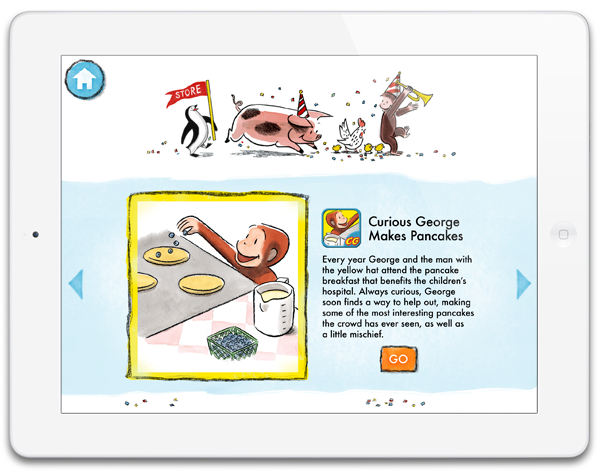 STORE
CG
Curious George
Makes Pancakes
Every year George and the man with
the yellow hat attend the pancake
breakfast that benefits the children's
hospital. Always curious, George
soon finds a way to help out, making
some of the most interesting pancakes
the crowd has ever seen, as well as
a little mischief.
GO